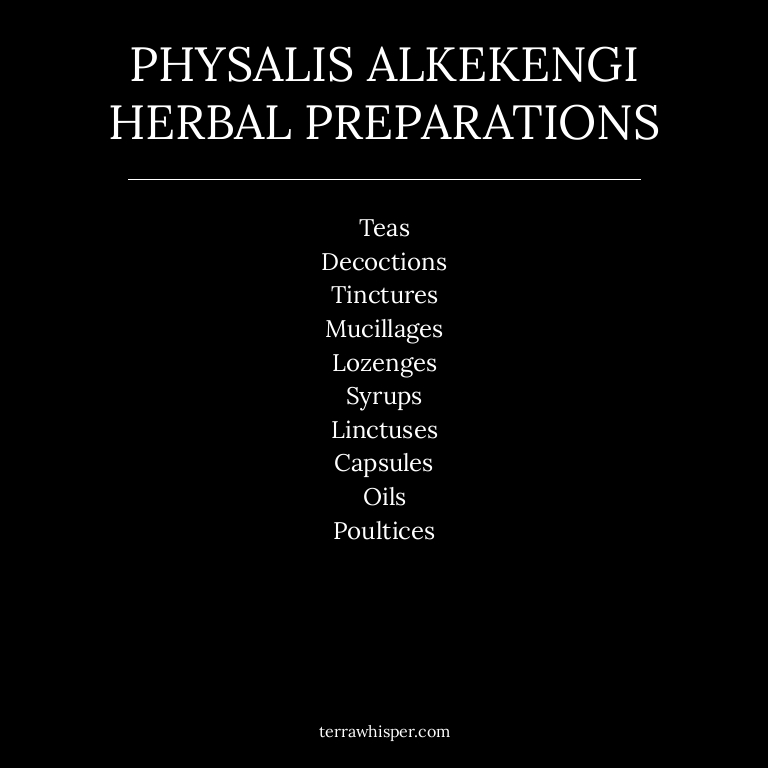 PHYSALIS ALKEKENGI
HERBAL PREPARATIONS
Teas
Decoctions
Tinctures
Mucillages
Lozenges
Syrups
Linctuses
Capsules
Oils
Poultices
terrawhisper.com